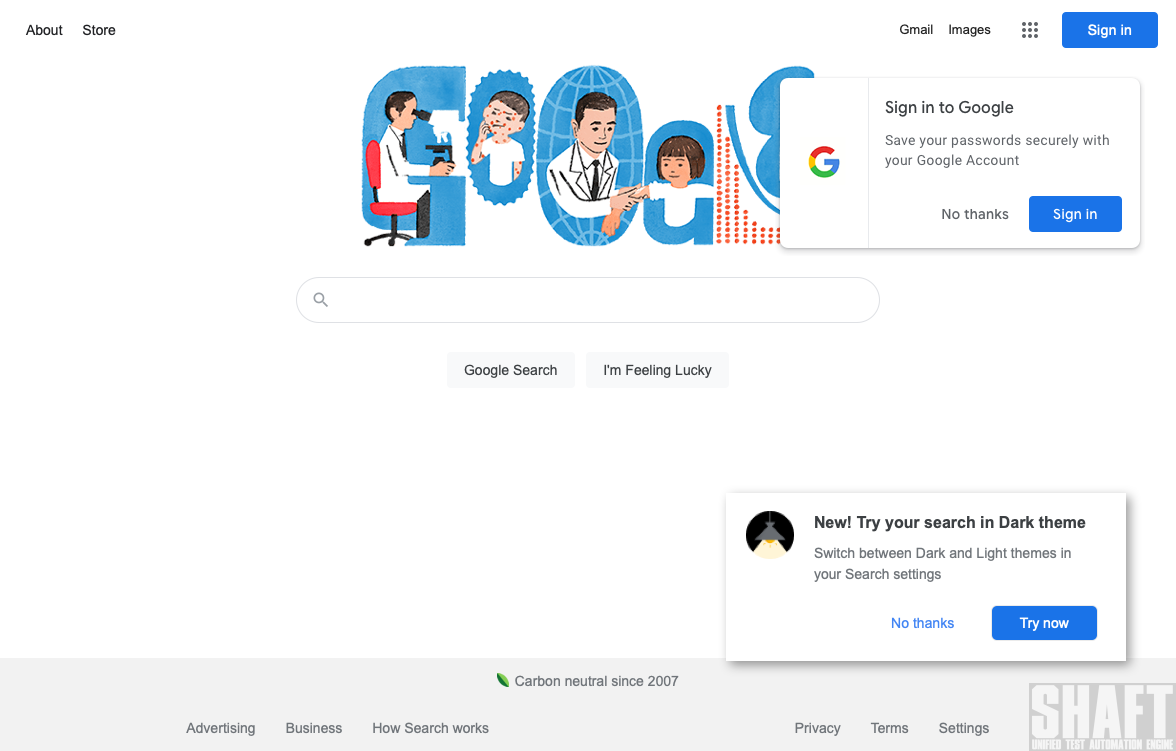 About Store
Gmail Images Sign in
Google
Sign in to Google
Save your passwords securely with
your Google Account
No thanks Sign in
Google Search I'm Feeling Lucky
New! Try your search in Dark theme
Switch between Dark and Light themes in
your Search settings
No thanks Try now
Carbon neutral since 2007
Advertising Business How Search works
Privacy Terms Settings
SHAFT
UNIFIED TEST AUTOMATION ENGINE